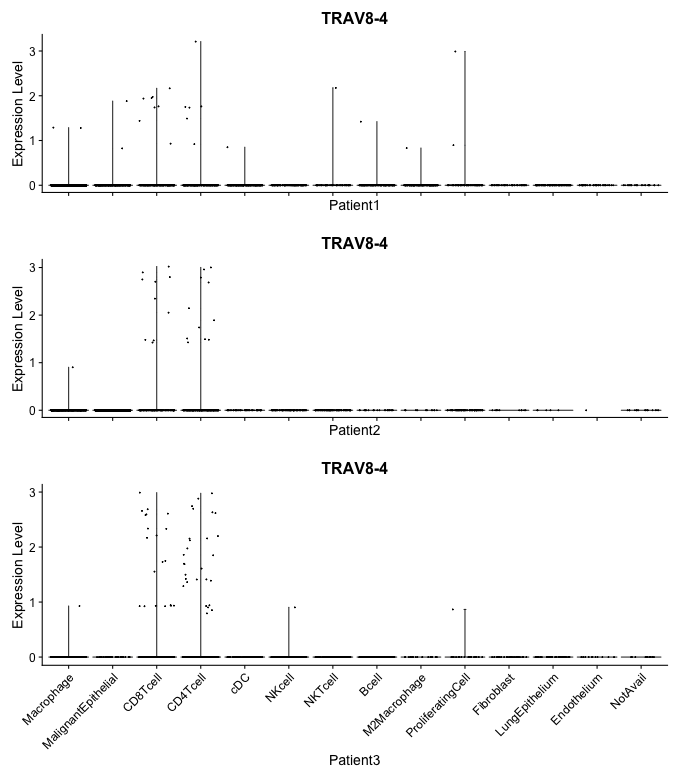 TRAV8-4
Expression Level
3
2
1
0
Patient1
TRAV8-4
Expression Level
3
2
1
0
Patient2
TRAV8-4
Expression Level
3
2
1
0
Macrophage
MalignantEpithelial
CD8Tcell
CD4Tcell
cDC
NKcell
NKTcell
Bcell
M2Macrophage
ProliferatingCell
Fibroblast
LungEpithelium
Endothelium
NotAvail
Patient3